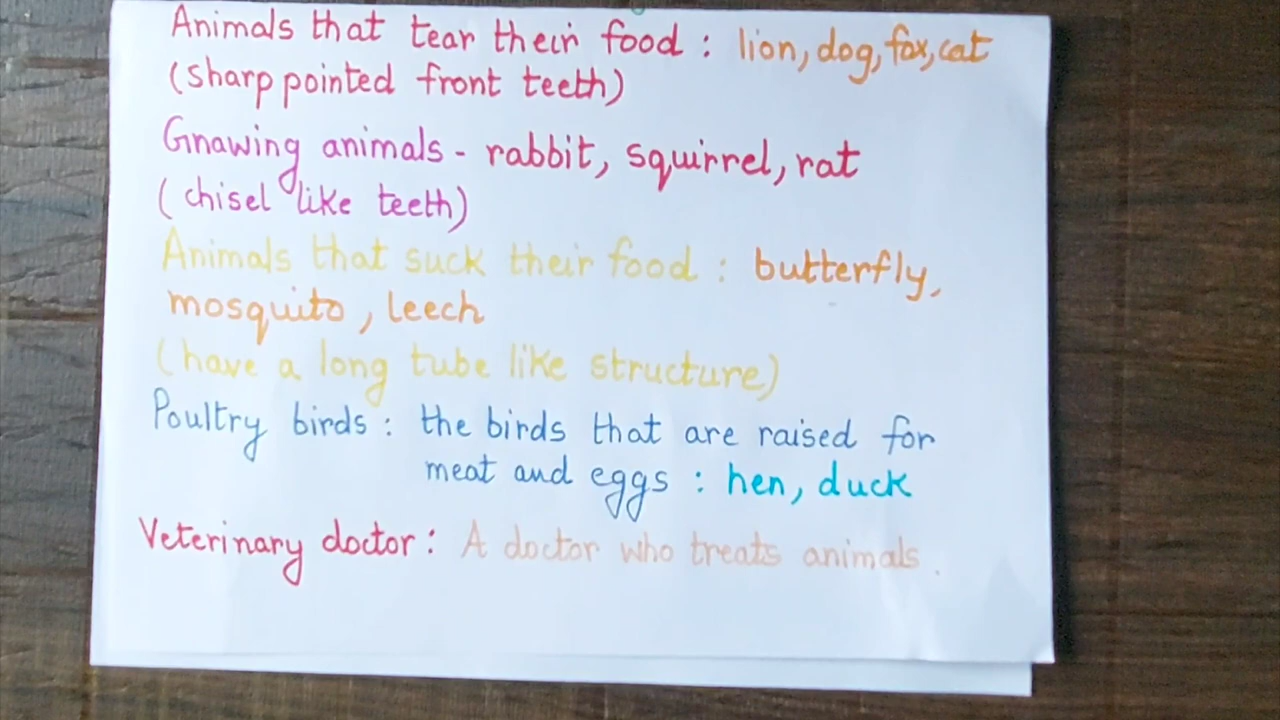 Animals that tear their food : lion, dog, fox, cat
(sharp pointed front teeth)
Gnawing animals - rabbit, squirrel, rat
(chisel like teeth)
Animals that suck their food : butterfly,
mosquito, leech
(have a long tube like structure)
Poultry birds : the birds that are raised for
meat and eggs : hen, duck
Veterinary doctor : A doctor who treats animals.